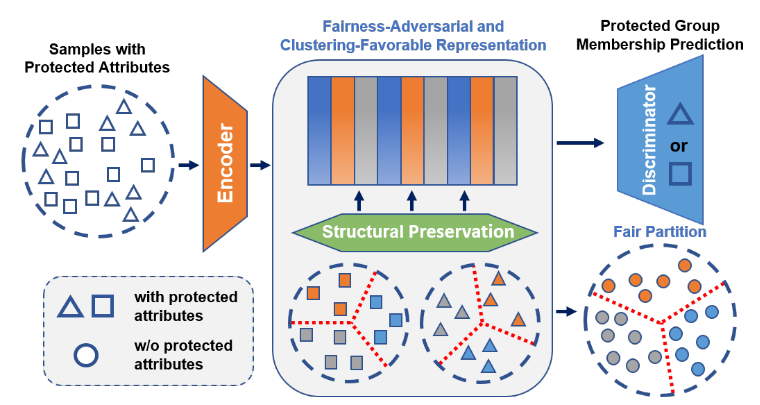 Samples with
Protected Attributes
Fairness-Adversarial and
Clustering-Favorable Representation
Protected Group
Membership Prediction
Encoder
Structural Preservation
Discriminator
or
Fair Partition
with protected
attributes
w/o protected
attributes